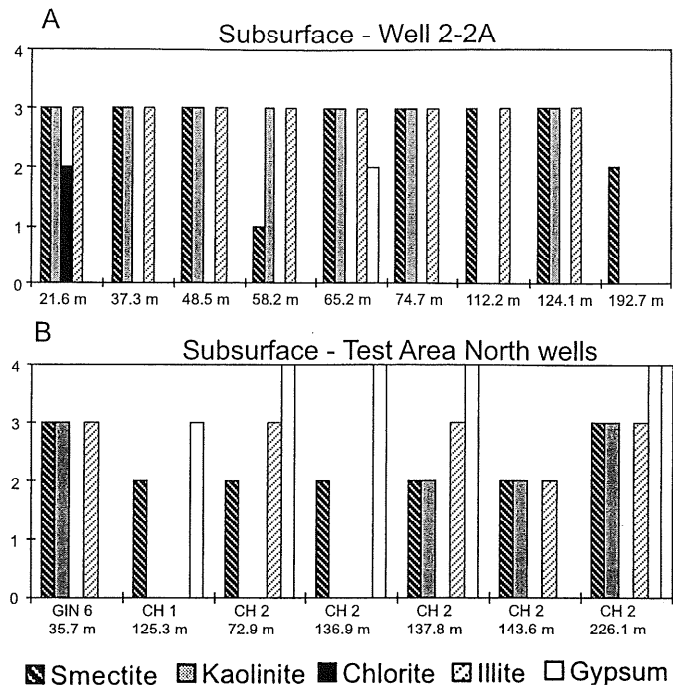 A
Subsurface - Well 2-2A
4
3
2
1
0
21.6 m 37.3 m 48.5 m 58.2 m 65.2 m 74.7 m 112.2 m 124.1 m 192.7 m
B
Subsurface - Test Area North wells
4
3
2
1
0
GIN 6 CH 1 CH 2 CH 2 CH 2 CH 2 CH 2
35.7 m 125.3 m 72.9 m 136.9 m 137.8 m 143.6 m 226.1 m
Smectite Kaolinite Chlorite Illite Gypsum